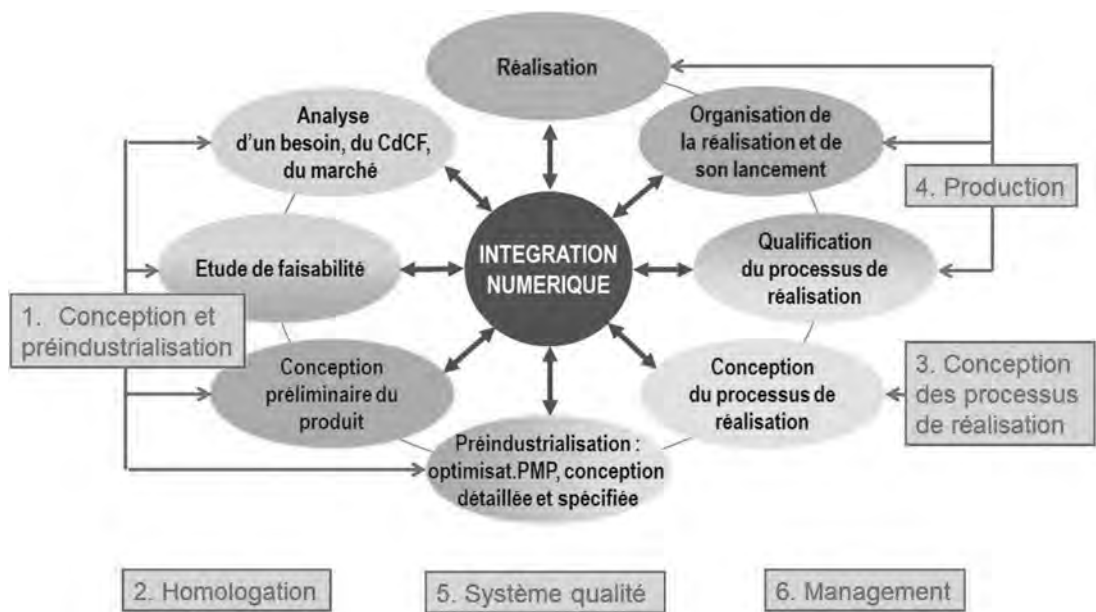 Réalisation
Analyse
d'un besoin, du CdCF,
du marché
Organisation de
la réalisation et de
son lancement
4. Production
Etude de faisabilité
INTEGRATION
NUMERIQUE
Qualification
du processus de
réalisation
1. Conception et
préindustrialisation
Conception
préliminaire du
produit
Conception
du processus de
réalisation
3. Conception
des processus
de réalisation
Préindustrialisation :
optimisat.PMP, conception
détaillée et spécifiée
2. Homologation
5. Système qualité
6. Management